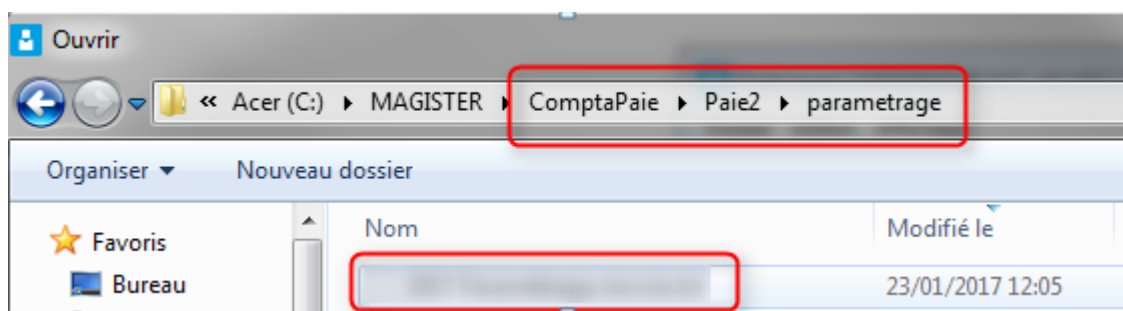 Ouvrir
« Acer (C:) ▸ MAGISTER ▸ ComptaPaie ▸ Paie2 ▸ parametrage
Organiser ▾ Nouveau dossier
Favoris Nom Modifié le
Bureau 23/01/2017 12:05